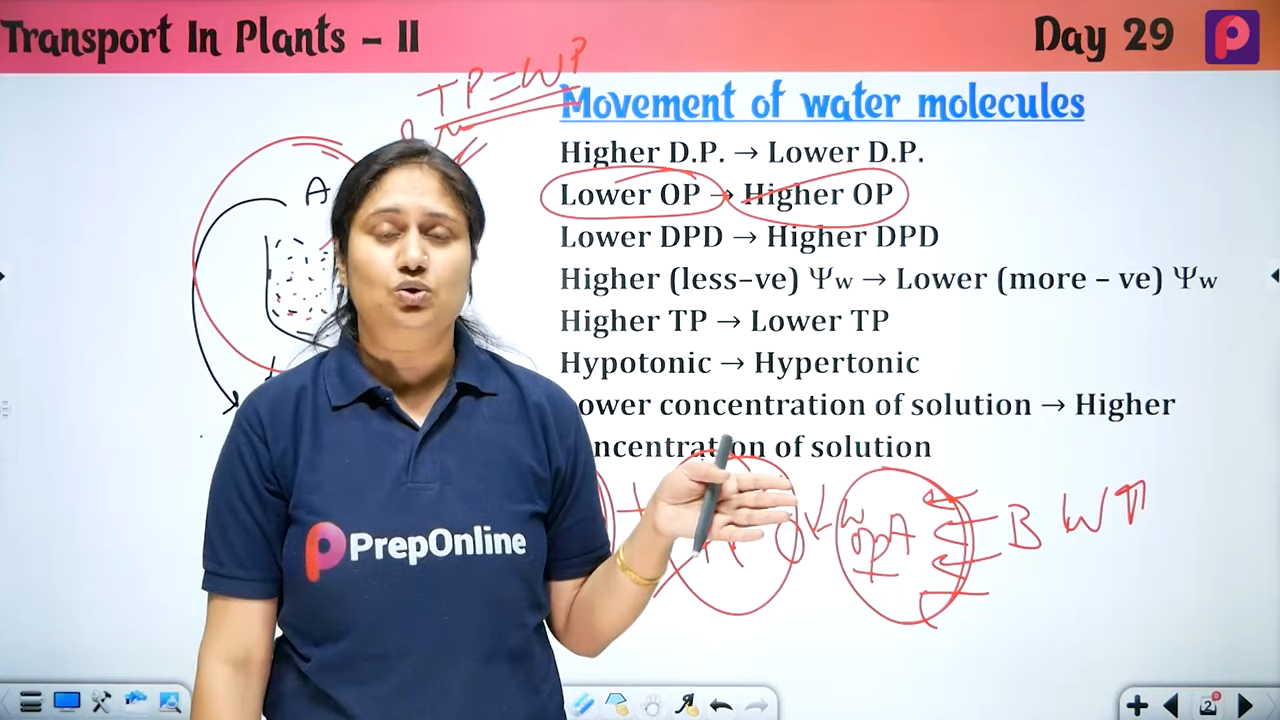 Transport In Plants – II
Day 29
TP = WP
Movement of water molecules
Higher D.P. → Lower D.P.
Lower OP → Higher OP
Lower DPD → Higher DPD
Higher (less–ve) Ψw → Lower (more – ve) Ψw
Higher TP → Lower TP
Hypotonic → Hypertonic
ower concentration of solution → Higher
ncentration of solution
A
A
B
PrepOnline
2